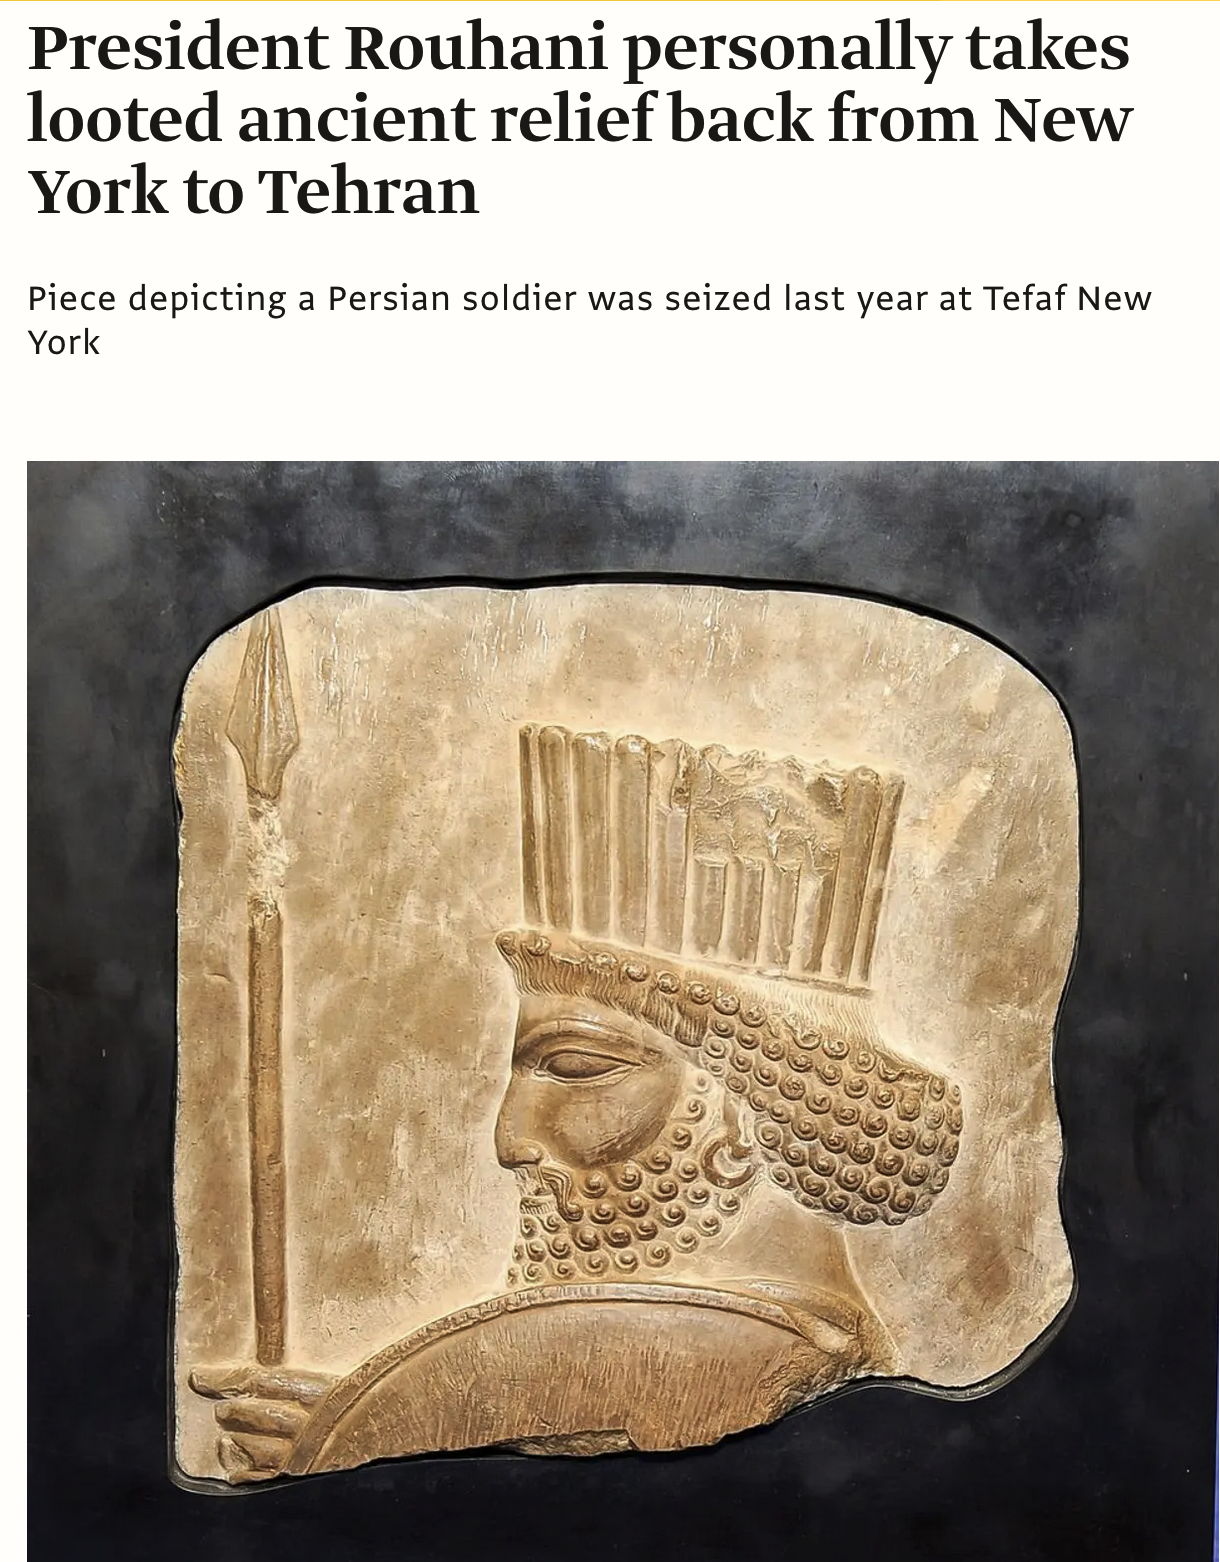 President Rouhani personally takes
looted ancient relief back from New
York to Tehran
Piece depicting a Persian soldier was seized last year at Tefaf New
York